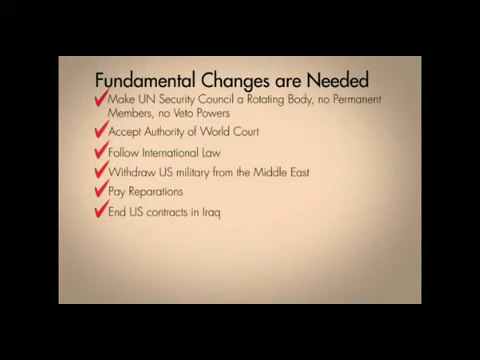 Fundamental Changes are Needed
Make UN Security Council a Rotating Body, no Permanent
Members, no Veto Powers
Accept Authority of World Court
Follow International Law
Withdraw US military from the Middle East
Pay Reparations
End US contracts in Iraq